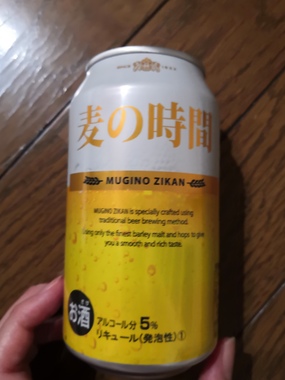 麦の時間
MUGINO ZIKAN
MUGINO ZIKAN is specially crafted using
traditional beer brewing method.
Using only the finest barley malt and hops to give
you a smooth and rich taste.
お酒
アルコール分 5%
リキュール(発泡性)①